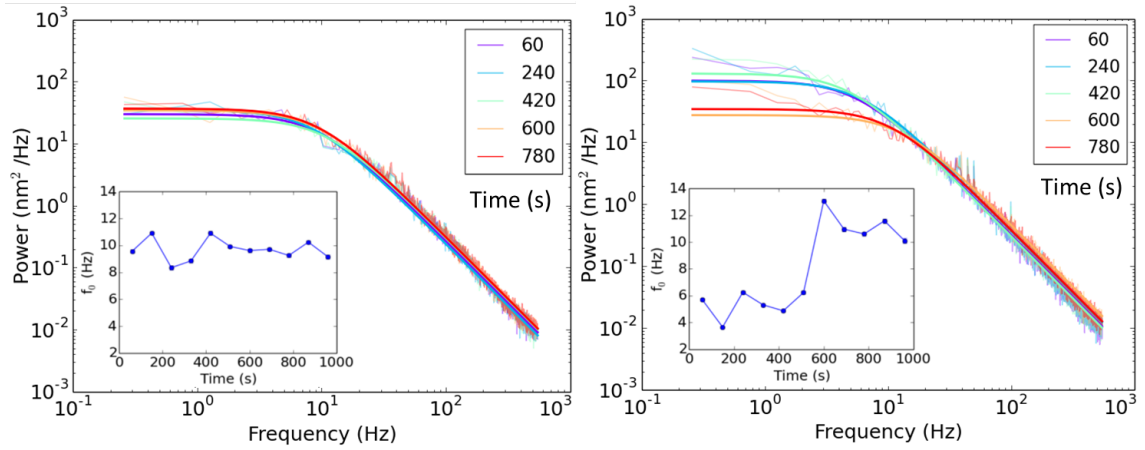 10³
10²
10¹
10⁰
10⁻¹
10⁻²
10⁻³
Power (nm² /Hz)
60
240
420
600
780
Time (s)
14
12
10
8
6
4
2
f₀ (Hz)
0 200 400 600 800 1000
Time (s)
10⁻¹ 10⁰ 10¹ 10² 10³
Frequency (Hz)
10³
10²
10¹
10⁰
10⁻¹
10⁻²
10⁻³
Power (nm² /Hz)
60
240
420
600
780
Time (s)
14
12
10
8
6
4
2
f₀ (Hz)
0 200 400 600 800 1000
Time (s)
10⁻¹ 10⁰ 10¹ 10² 10³
Frequency (Hz)